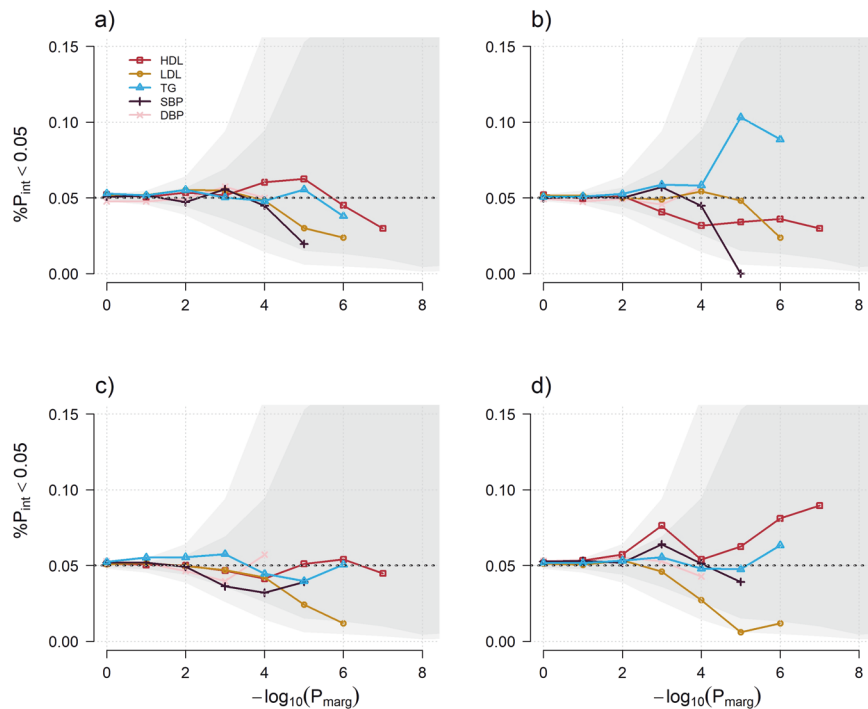 a)
0.15
0.10
0.05
0.00
%P_int < 0.05
HDL
LDL
TG
SBP
DBP
0 2 4 6 8
b)
0.15
0.10
0.05
0.00
%P_int < 0.05
0 2 4 6 8
c)
0.15
0.10
0.05
0.00
%P_int < 0.05
0 2 4 6 8
−log10(P_marg)
d)
0.15
0.10
0.05
0.00
0 2 4 6 8
−log10(P_marg)